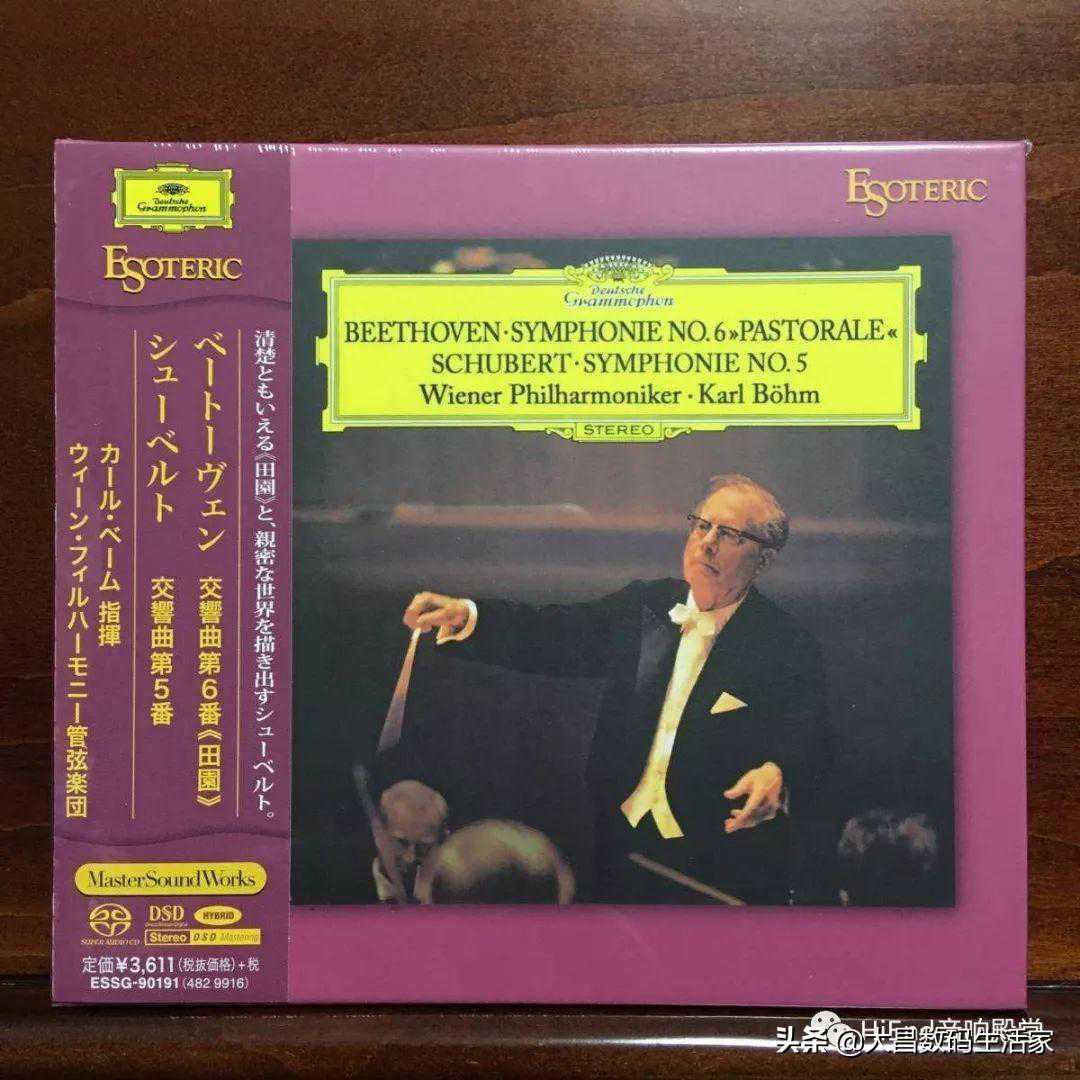 Deutsche
Grammophon
ESOTERIC
清楚ともいえる《田園》と、親密な世界を描き出すシューベルト。
ベートーヴェン 交響曲第6番《田園》
シューベルト 交響曲第5番
カール・ベーム 指揮
ウィーン・フィルハーモニー管弦楽団
MasterSoundWorks
SUPER AUDIO CD
DSD
HYBRID
Stereo DSD Mastering
定価¥3,611(税抜価格)+税
ESSG-90191 (482 9916)
ESOTERIC
Deutsche
Grammophon
BEETHOVEN · SYMPHONIE NO. 6 »PASTORALE«
SCHUBERT · SYMPHONIE NO. 5
Wiener Philharmoniker · Karl Böhm
STEREO
头条 @大昌数码生活家